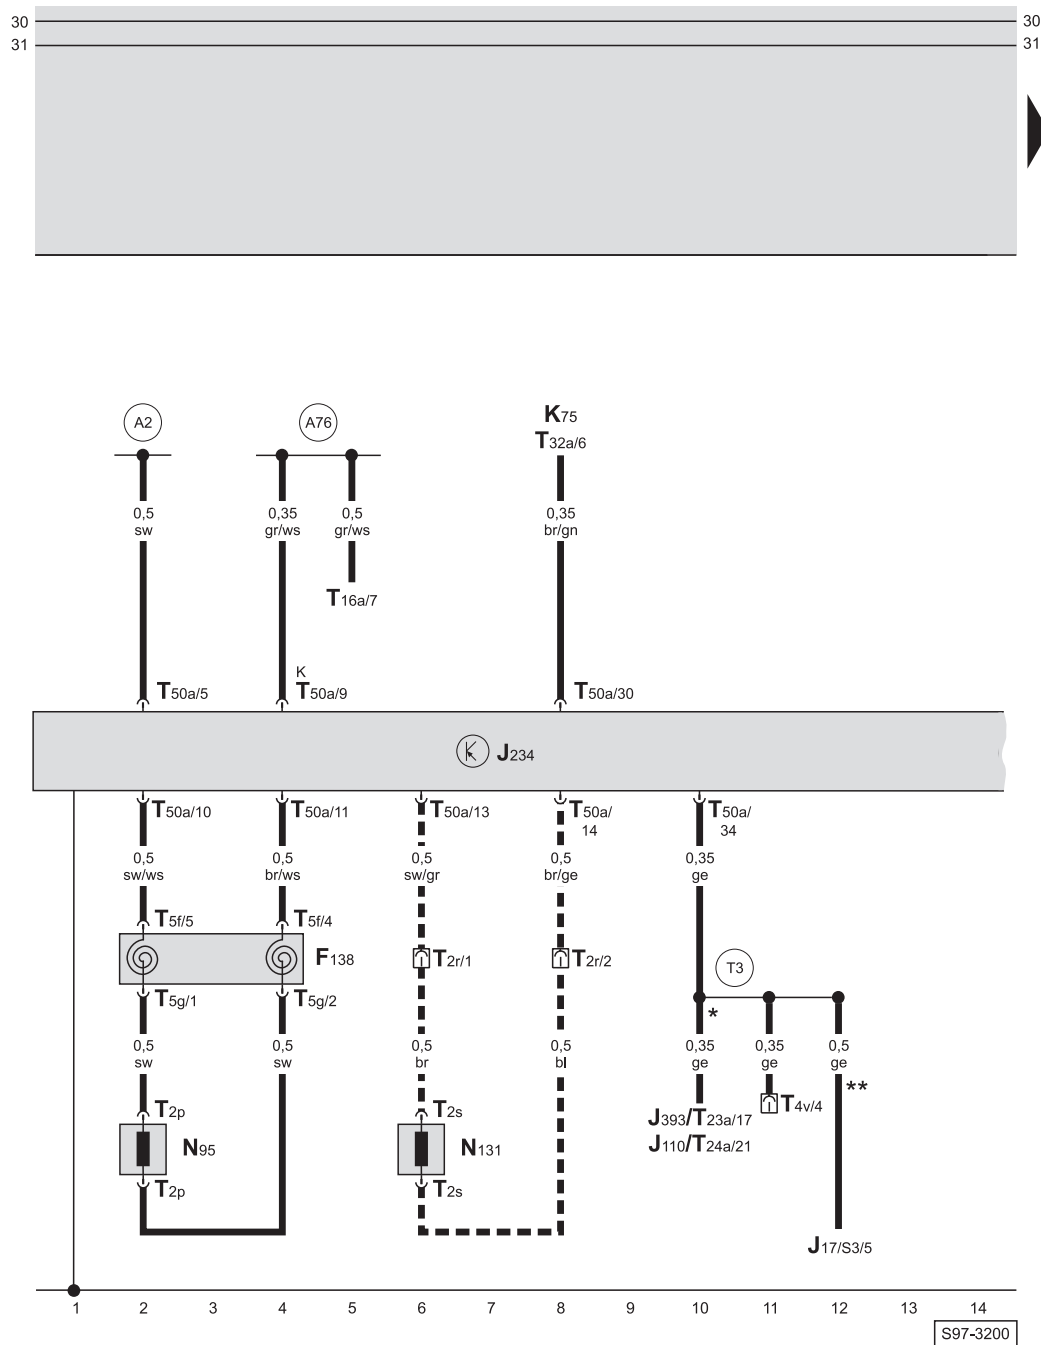 30 30
31 31
A2 A76 K75
T32a/6
0,5 0,35 0,5 0,35
sw gr/ws gr/ws br/gn
T16a/7
K
T50a/5 T50a/9 T50a/30
J234
T50a/10 T50a/11 T50a/13 T50a/ T50a/
14 34
0,5 0,5 0,5 0,5 0,35
sw/ws br/ws sw/gr br/ge ge
T5f/5 T5f/4
F138 T2r/1 T2r/2 T3
T5g/1 T5g/2
*
0,5 0,5 0,5 0,5 0,35 0,35 0,5
sw sw br bl ge ge ge
**
T2p T2s J393/T23a/17 T4v/4
N95 N131 J110/T24a/21
T2p T2s
J17/S3/5
1 2 3 4 5 6 7 8 9 10 11 12 13 14
S97-3200